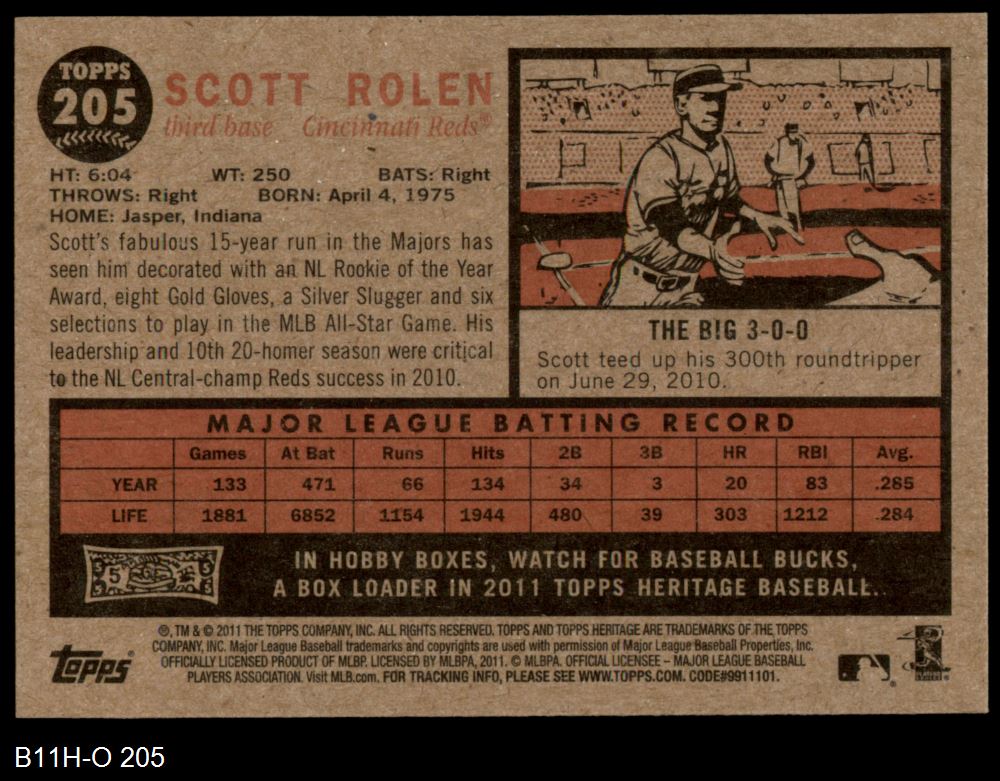 TOPPS
205
SCOTT ROLEN
third base Cincinnati Reds®
HT: 6:04 WT: 250 BATS: Right
THROWS: Right BORN: April 4, 1975
HOME: Jasper, Indiana
Scott's fabulous 15-year run in the Majors has
seen him decorated with an NL Rookie of the Year
Award, eight Gold Gloves, a Silver Slugger and six
selections to play in the MLB All-Star Game. His
leadership and 10th 20-homer season were critical
to the NL Central-champ Reds success in 2010.
THE BIG 3-0-0
Scott teed up his 300th roundtripper
on June 29, 2010.
MAJOR LEAGUE BATTING RECORD
Games At Bat Runs Hits 2B 3B HR RBI Avg.
YEAR 133 471 66 134 34 3 20 83 .285
LIFE 1881 6852 1154 1944 480 39 303 1212 .284
5
IN HOBBY BOXES, WATCH FOR BASEBALL BUCKS,
A BOX LOADER IN 2011 TOPPS HERITAGE BASEBALL.
®, TM & © 2011 THE TOPPS COMPANY, INC. ALL RIGHTS RESERVED. TOPPS AND TOPPS HERITAGE ARE TRADEMARKS OF THE TOPPS
COMPANY, INC. Major League Baseball trademarks and copyrights are used with permission of Major League Baseball Properties, Inc.
OFFICIALLY LICENSED PRODUCT OF MLBP. LICENSED BY MLBPA, 2011. © MLBPA. OFFICIAL LICENSEE – MAJOR LEAGUE BASEBALL
PLAYERS ASSOCIATION. Visit MLB.com. FOR TRACKING INFO, PLEASE SEE WWW.TOPPS.COM. CODE#9911101.
Topps
B11H-O 205